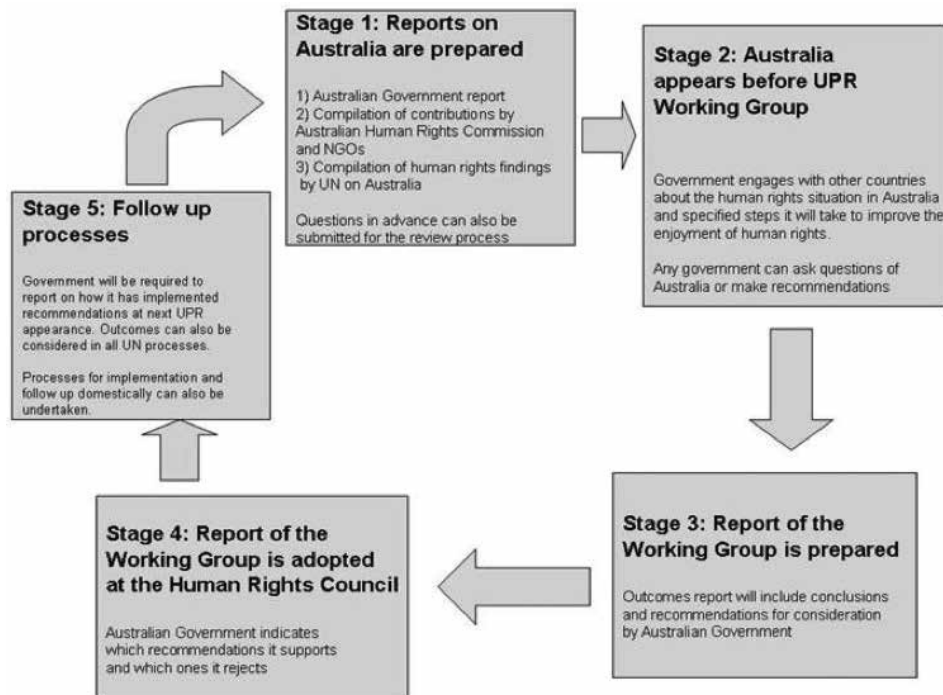 Stage 1: Reports on
Australia are prepared
1) Australian Government report
2) Compilation of contributions by
Australian Human Rights Commission
and NGOs
3) Compilation of human rights findings
by UN on Australia
Questions in advance can also be
submitted for the review process
Stage 2: Australia
appears before UPR
Working Group
Government engages with other countries
about the human rights situation in Australia
and specified steps it will take to improve the
enjoyment of human rights.
Any government can ask questions of
Australia or make recommendations
Stage 3: Report of the
Working Group is prepared
Outcomes report will include conclusions
and recommendations for consideration
by Australian Government
Stage 4: Report of the
Working Group is adopted
at the Human Rights Council
Australian Government indicates
which recommendations it supports
and which ones it rejects
Stage 5: Follow up
processes
Government will be required to
report on how it has implemented
recommendations at next UPR
appearance. Outcomes can also be
considered in all UN processes.
Processes for implementation and
follow up domestically can also be
undertaken.